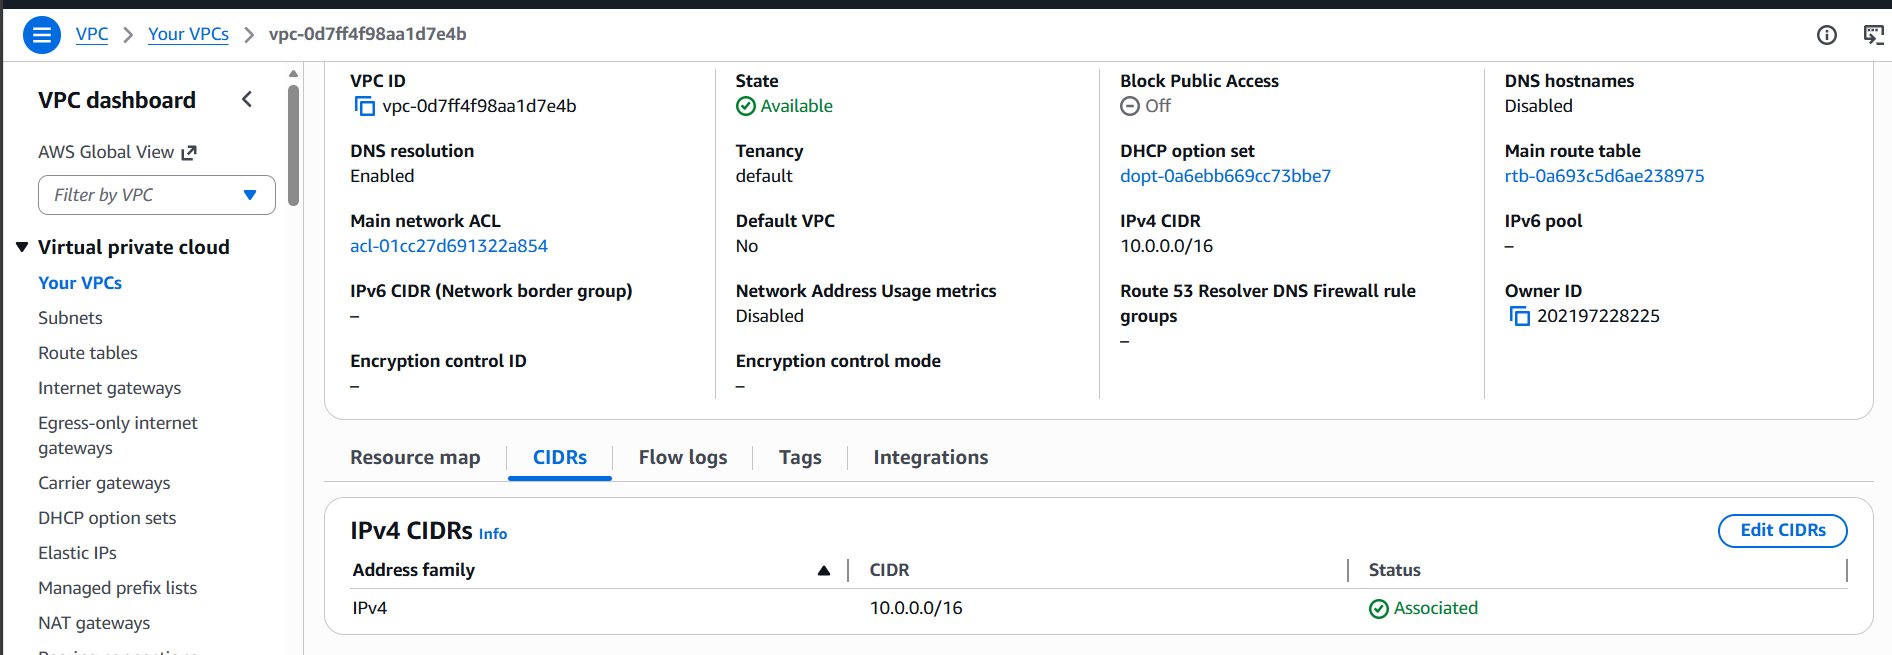 VPC > Your VPCs > vpc-0d7ff4f98aa1d7e4b
VPC dashboard
AWS Global View
Filter by VPC
Virtual private cloud
Your VPCs
Subnets
Route tables
Internet gateways
Egress-only internet
gateways
Carrier gateways
DHCP option sets
Elastic IPs
Managed prefix lists
NAT gateways
VPC ID
vpc-0d7ff4f98aa1d7e4b
State
Available
Block Public Access
Off
DNS hostnames
Disabled
DNS resolution
Enabled
Tenancy
default
DHCP option set
dopt-0a6ebb669cc73bbe7
Main route table
rtb-0a693c5d6ae238975
Main network ACL
acl-01cc27d691322a854
Default VPC
No
IPv4 CIDR
10.0.0.0/16
IPv6 pool
–
IPv6 CIDR (Network border group)
–
Network Address Usage metrics
Disabled
Route 53 Resolver DNS Firewall rule
groups
–
Owner ID
202197228225
Encryption control ID
–
Encryption control mode
–
Resource map
CIDRs
Flow logs
Tags
Integrations
IPv4 CIDRs Info
Edit CIDRs
Address family CIDR Status
IPv4 10.0.0.0/16 Associated